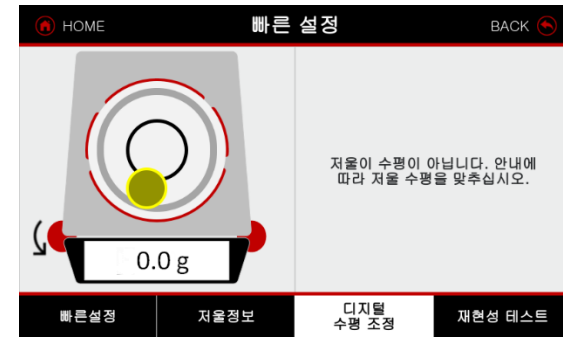 HOME
빠른 설정
BACK
저울이 수평이 아닙니다. 안내에
따라 저울 수평을 맞추십시오.
0.0 g
빠른설정
저울정보
디지털
수평 조정
재현성 테스트